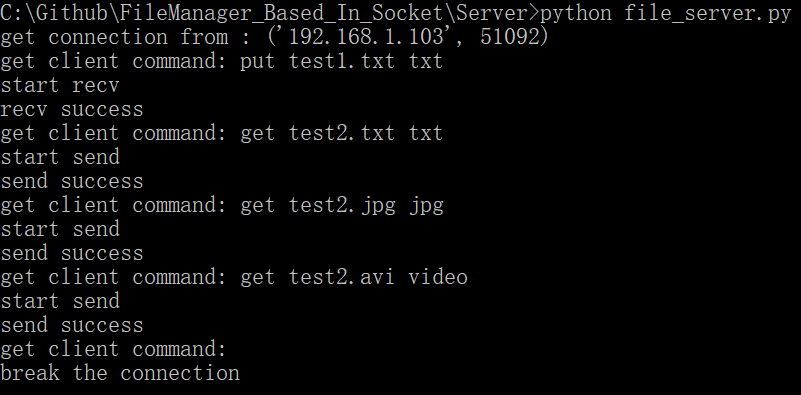 C:\Github\FileManager_Based_In_Socket\Server>python file_server.py
get connection from : ('192.168.1.103', 51092)
get client command: put test1.txt txt
start recv
recv success
get client command: get test2.txt txt
start send
send success
get client command: get test2.jpg jpg
start send
send success
get client command: get test2.avi video
start send
send success
get client command:
break the connection